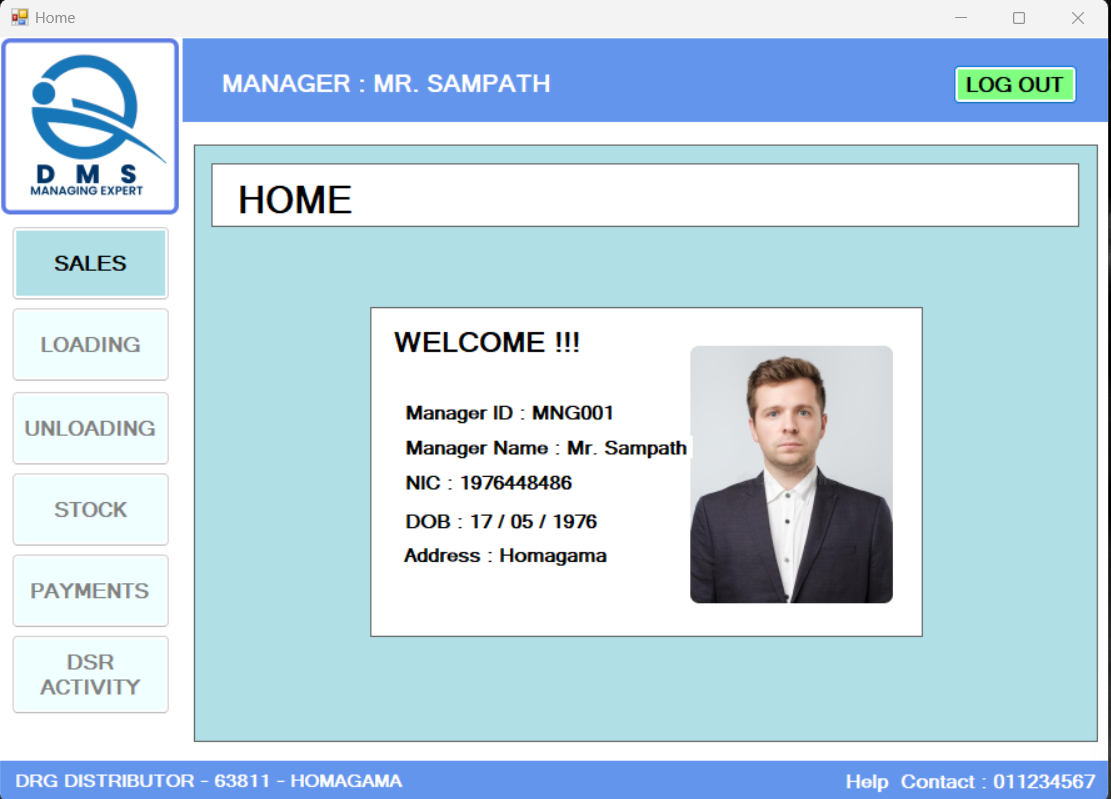 Home
MANAGER : MR. SAMPATH
LOG OUT
D M S
MANAGING EXPERT
HOME
SALES
LOADING
UNLOADING
STOCK
PAYMENTS
DSR
ACTIVITY
WELCOME !!!
Manager ID : MNG001
Manager Name : Mr. Sampath
NIC : 1976448486
DOB : 17 / 05 / 1976
Address : Homagama
DRG DISTRIBUTOR - 63811 - HOMAGAMA
Help Contact : 011234567